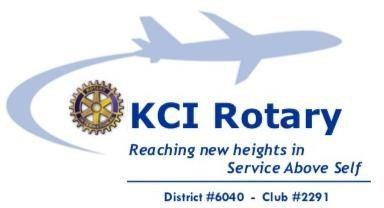 KCI Rotary
Reaching new heights in
Service Above Self
District #6040 - Club #2291